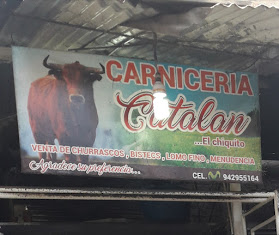 CARNICERIA
Catalan
...El chiquito
VENTA DE CHURRASCOS , BISTECS , LOMO FINO , MENUDENCIA
Agradece su preferencia...
CEL. 942955164